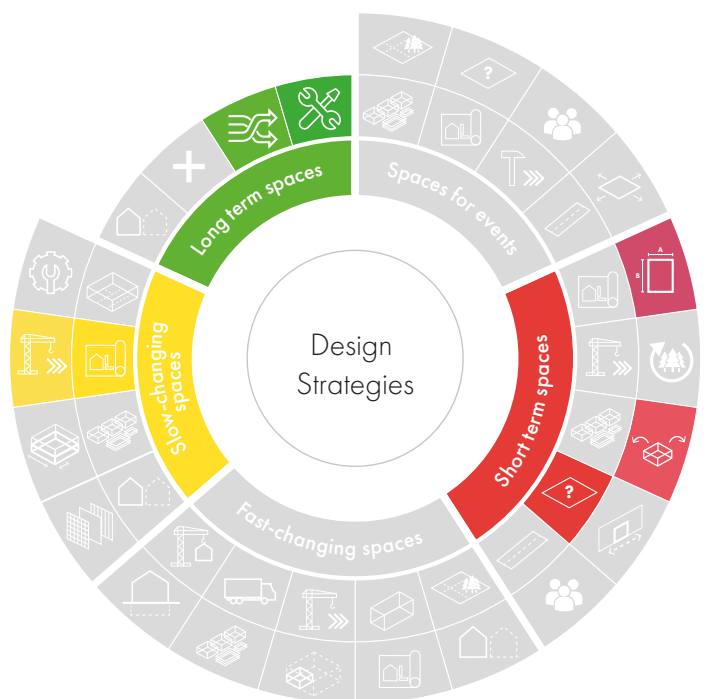 ?
Long term spaces
Spaces for events
A
B
Design
Strategies
Slow-changing
spaces
Short term spaces
?
Fast-changing spaces